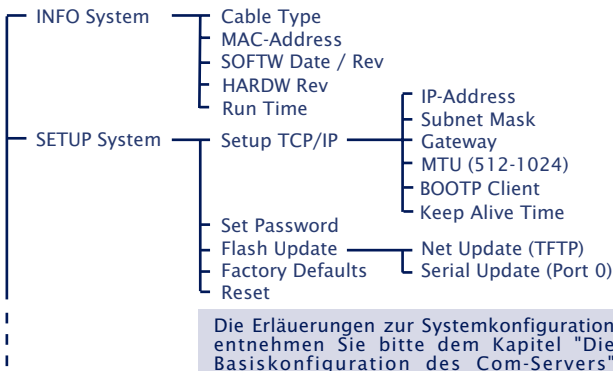 INFO System
Cable Type
MAC-Address
SOFTW Date / Rev
HARDW Rev
Run Time
SETUP System
Setup TCP/IP
IP-Address
Subnet Mask
Gateway
MTU (512-1024)
BOOTP Client
Keep Alive Time
Set Password
Flash Update
Net Update (TFTP)
Serial Update (Port 0)
Factory Defaults
Reset
Die Erläuerungen zur Systemkonfiguration
entnehmen Sie bitte dem Kapitel "Die
Basiskonfiguration des Com-Servers"